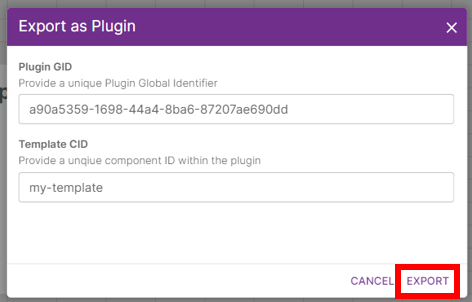 Export as Plugin
Plugin GID
Provide a unique Plugin Global Identifier
a90a5359-1698-44a4-8ba6-87207ae690dd
Template CID
Provide a unqiue component ID within the plugin
my-template
CANCEL EXPORT